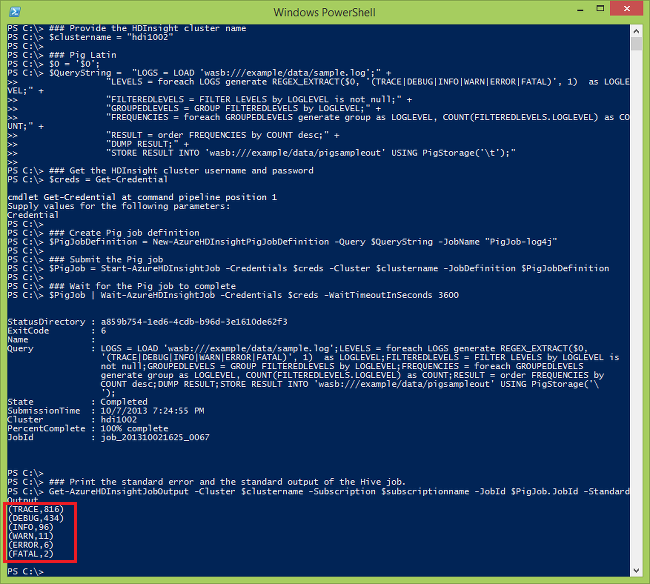 Windows PowerShell
PS C:\> ### Provide the HDInsight cluster name
PS C:\> $clustername = "hdi1002"
PS C:\>
PS C:\> ### Pig Latin
PS C:\> $0 = '$0';
PS C:\> $QueryString =  "LOGS = LOAD 'wasb:///example/data/sample.log';" +
>>             "LEVELS = foreach LOGS generate REGEX_EXTRACT($0, '(TRACE|DEBUG|INFO|WARN|ERROR|FATAL)', 1)  as LOGLE
VEL;" +
>>             "FILTEREDLEVELS = FILTER LEVELS by LOGLEVEL is not null;" +
>>             "GROUPEDLEVELS = GROUP FILTEREDLEVELS by LOGLEVEL;" +
>>             "FREQUENCIES = foreach GROUPEDLEVELS generate group as LOGLEVEL, COUNT(FILTEREDLEVELS.LOGLEVEL) as CO
UNT;" +
>>             "RESULT = order FREQUENCIES by COUNT desc;" +
>>             "DUMP RESULT;" +
>>             "STORE RESULT INTO 'wasb:///example/data/pigsampleout' USING PigStorage('\t');"
>>
PS C:\> ### Get the HDInsight cluster username and password
PS C:\> $creds = Get-Credential
cmdlet Get-Credential at command pipeline position 1
Supply values for the following parameters:
Credential
PS C:\>
PS C:\> ### Create Pig job definition
PS C:\> $PigJobDefinition = New-AzureHDInsightPigJobDefinition -Query $QueryString -JobName "PigJob-log4j"
PS C:\>
PS C:\> ### Submit the Pig job
PS C:\> $PigJob = Start-AzureHDInsightJob -Credentials $creds -Cluster $clustername -JobDefinition $PigJobDefinition
PS C:\>
PS C:\> ### Wait for the Pig job to complete
PS C:\> $PigJob | Wait-AzureHDInsightJob -Credentials $creds -WaitTimeoutInSeconds 3600
StatusDirectory : a859b754-1ed6-4cdb-b96d-3e1610de62f3
ExitCode        : 6
Name            :
Query           : LOGS = LOAD 'wasb:///example/data/sample.log';LEVELS = foreach LOGS generate REGEX_EXTRACT($0,
'(TRACE|DEBUG|INFO|WARN|ERROR|FATAL)', 1)  as LOGLEVEL;FILTEREDLEVELS = FILTER LEVELS by LOGLEVEL is
not null;GROUPEDLEVELS = GROUP FILTEREDLEVELS by LOGLEVEL;FREQUENCIES = foreach GROUPEDLEVELS
generate group as LOGLEVEL, COUNT(FILTEREDLEVELS.LOGLEVEL) as COUNT;RESULT = order FREQUENCIES by
COUNT desc;DUMP RESULT;STORE RESULT INTO 'wasb:///example/data/pigsampleout' USING PigStorage('\
');
State           : Completed
SubmissionTime  : 10/7/2013 7:24:55 PM
Cluster         : hdi1002
PercentComplete : 100% complete
JobId           : job_201310021625_0067
PS C:\>
PS C:\> ### Print the standard error and the standard output of the Hive job.
PS C:\> Get-AzureHDInsightJobOutput -Cluster $clustername -Subscription $subscriptionname -JobId $PigJob.JobId -Standard
Output
(TRACE,816)
(DEBUG,434)
(INFO,96)
(WARN,11)
(ERROR,6)
(FATAL,2)
PS C:\>